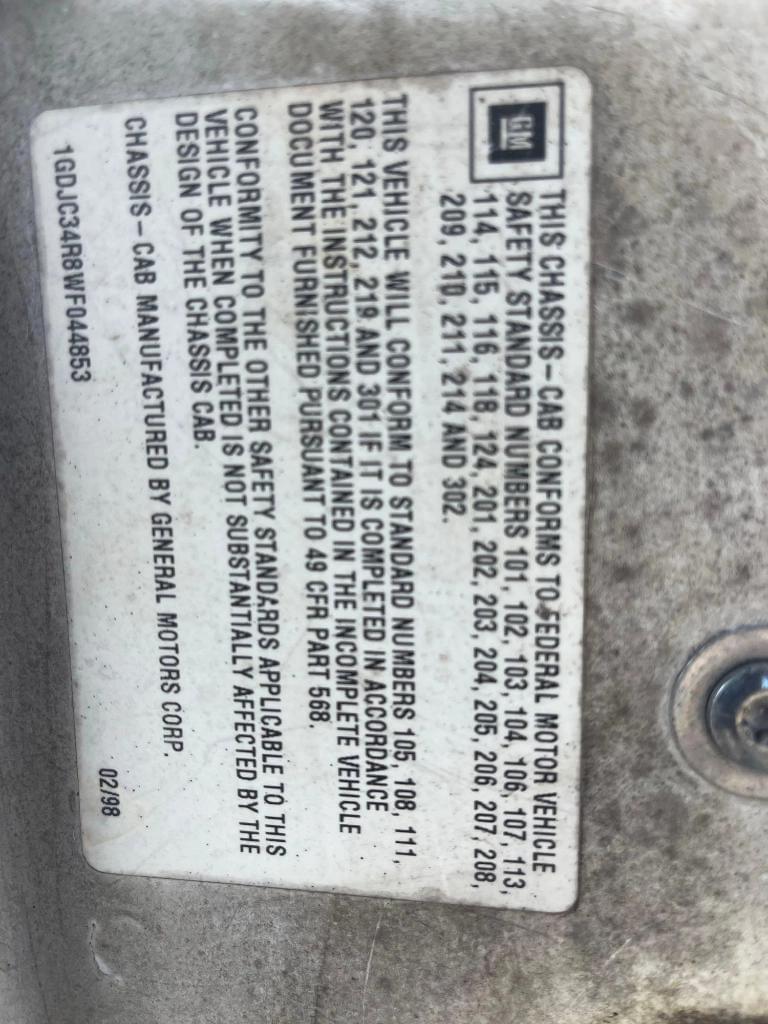 GM
THIS CHASSIS-CAB CONFORMS TO FEDERAL MOTOR VEHICLE
SAFETY STANDARD NUMBERS 101, 102, 103, 104, 106, 107, 113,
114, 115, 116, 118, 124, 201, 202, 203, 204, 205, 206, 207, 208,
209, 210, 211, 214 AND 302.
THIS VEHICLE WILL CONFORM TO STANDARD NUMBERS 105, 108, 111,
120, 121, 212, 219 AND 301 IF IT IS COMPLETED IN ACCORDANCE
WITH THE INSTRUCTIONS CONTAINED IN THE INCOMPLETE VEHICLE
DOCUMENT FURNISHED PURSUANT TO 49 CFR PART 568.
CONFORMITY TO THE OTHER SAFETY STANDARDS APPLICABLE TO THIS
VEHICLE WHEN COMPLETED IS NOT SUBSTANTIALLY AFFECTED BY THE
DESIGN OF THE CHASSIS CAB.
CHASSIS-CAB MANUFACTURED BY GENERAL MOTORS CORP.
02/98
1GDJC34R8WF044853